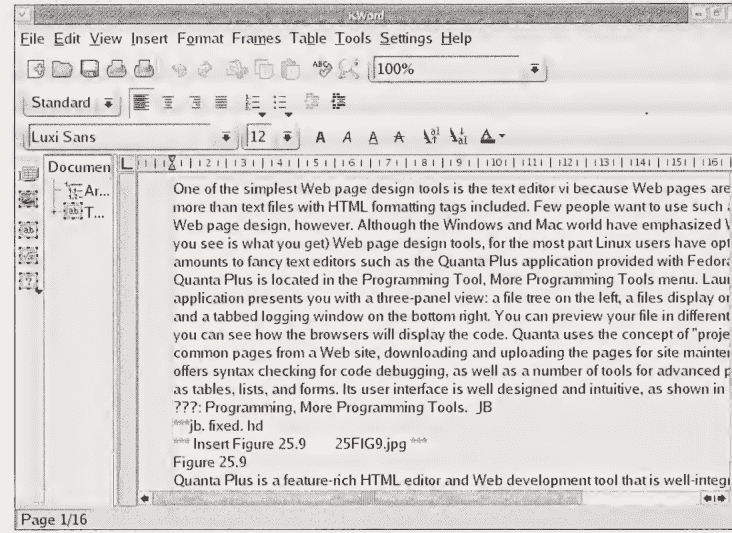 KWord
File Edit View Insert Format Frames Table Tools Settings Help
100%
Standard
Luxi Sans 12
Documen
Ar...
T...
One of the simplest Web page design tools is the text editor vi because Web pages are
more than text files with HTML formatting tags included. Few people want to use such
Web page design, however. Although the Windows and Mac world have emphasized
you see is what you get) Web page design tools, for the most part Linux users have opt
amounts to fancy text editors such as the Quanta Plus application provided with Fedor
Quanta Plus is located in the Programming Tool, More Programming Tools menu. Lau
application presents you with a three-panel view: a file tree on the left, a files display o
and a tabbed logging window on the bottom right. You can preview your file in different
you can see how the browsers will display the code. Quanta uses the concept of "proje
common pages from a Web site, downloading and uploading the pages for site mainte
offers syntax checking for code debugging, as well as a number of tools for advanced p
as tables, lists, and forms. Its user interface is well designed and intuitive, as shown in
???: Programming, More Programming Tools. JB
***jb. fixed. hd
*** Insert Figure 25.9 25FIG9.jpg ***
Figure 25.9
Quanta Plus is a feature-rich HTML editor and Web development tool that is well-integ
Page 1/16